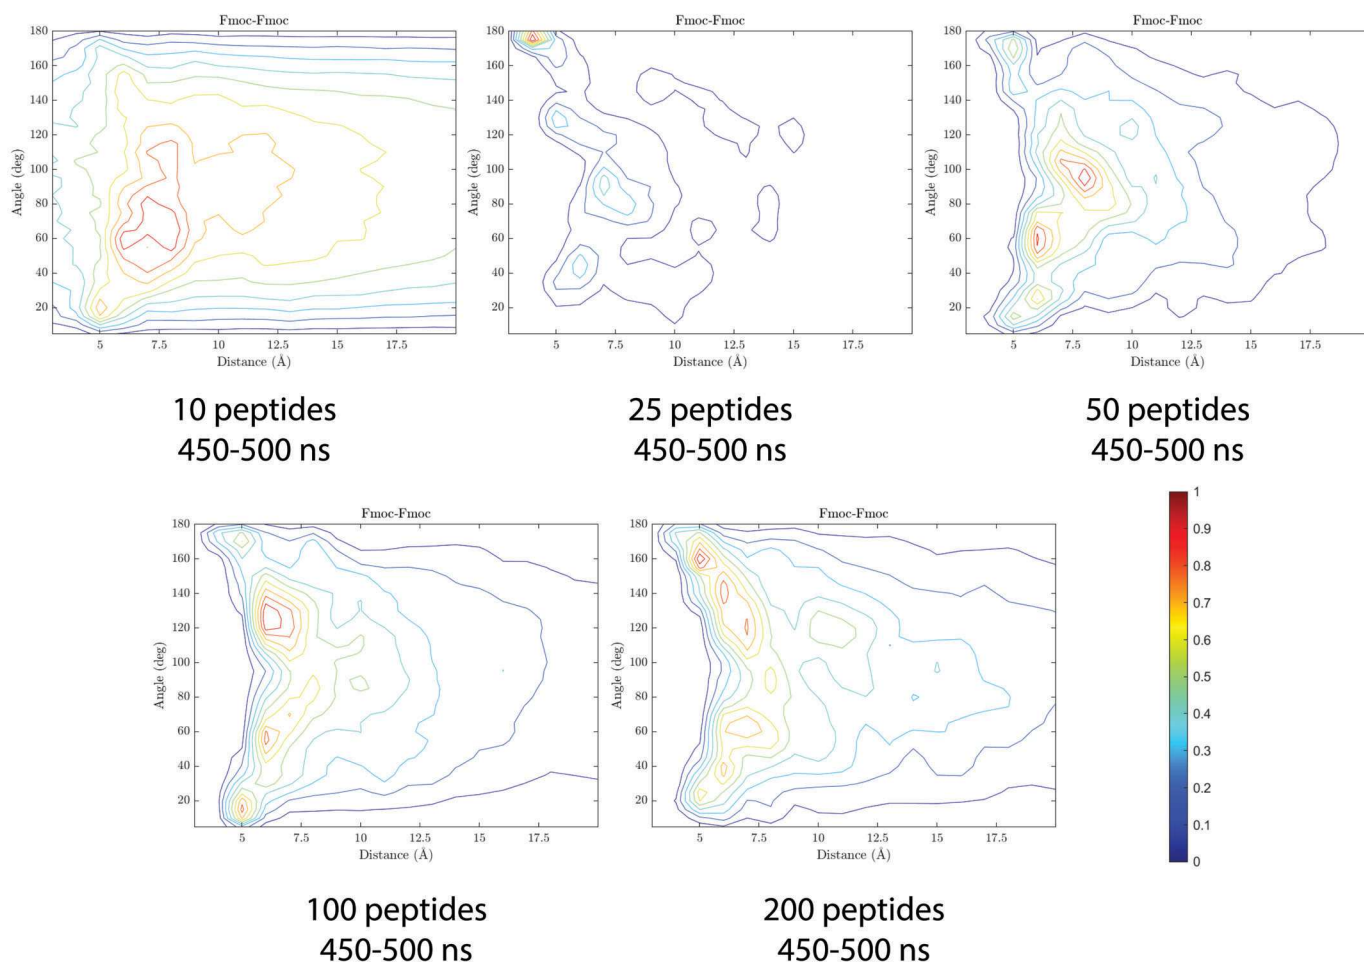 Fmoc-Fmoc
180
160
140
120
100
80
60
40
20
Angle (deg)
5 7.5 10 12.5 15 17.5
Distance (Å)
10 peptides
450-500 ns
Fmoc-Fmoc
180
160
140
120
100
80
60
40
20
Angle (deg)
5 7.5 10 12.5 15 17.5
Distance (Å)
25 peptides
450-500 ns
Fmoc-Fmoc
180
160
140
120
100
80
60
40
20
Angle (deg)
5 7.5 10 12.5 15 17.5
Distance (Å)
50 peptides
450-500 ns
Fmoc-Fmoc
180
160
140
120
100
80
60
40
20
Angle (deg)
5 7.5 10 12.5 15 17.5
Distance (Å)
100 peptides
450-500 ns
Fmoc-Fmoc
180
160
140
120
100
80
60
40
20
Angle (deg)
5 7.5 10 12.5 15 17.5
Distance (Å)
200 peptides
450-500 ns
1
0.9
0.8
0.7
0.6
0.5
0.4
0.3
0.2
0.1
0